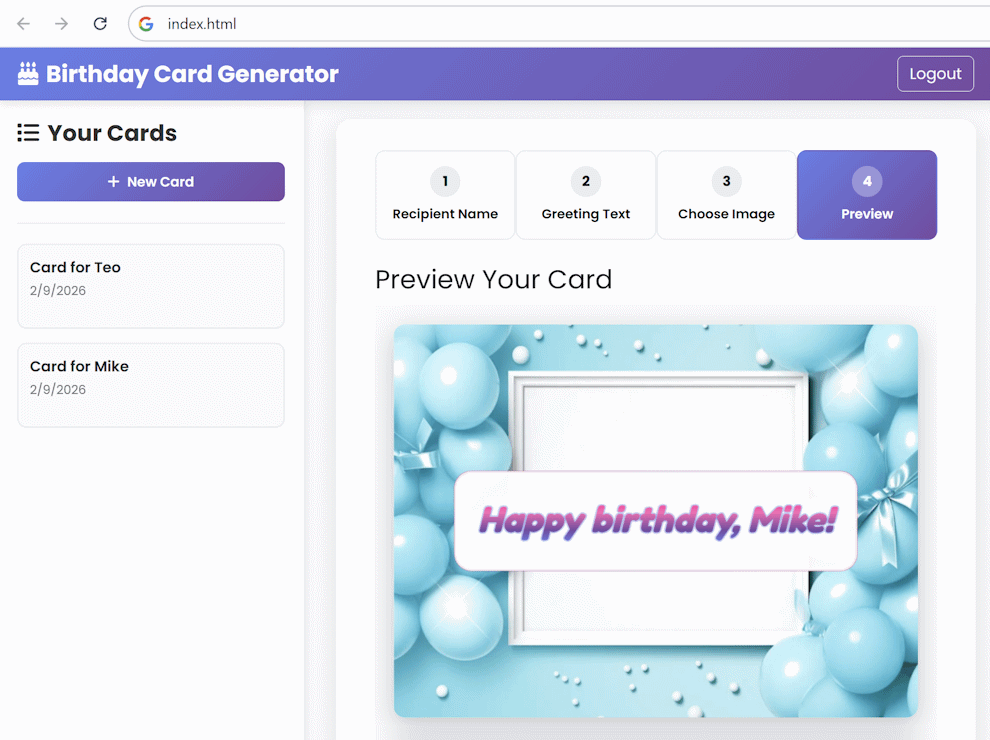 index.html
Birthday Card Generator
Logout
Your Cards
+ New Card
Card for Teo
2/9/2026
Card for Mike
2/9/2026
1
Recipient Name
2
Greeting Text
3
Choose Image
4
Preview
Preview Your Card
Happy birthday, Mike!